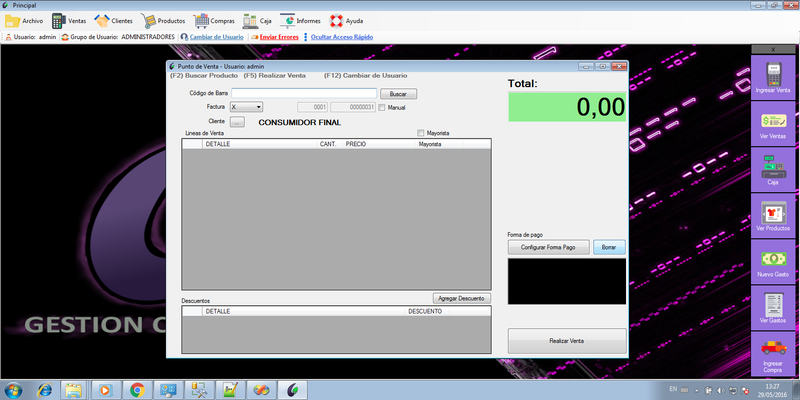 Principal
Archivo Ventas Clientes Productos Compras Caja Informes Ayuda
Usuario: admin Grupo de Usuario: ADMINISTRADORES Cambiar de Usuario Enviar Errores Ocultar Acceso Rápido
X
Punto de Venta - Usuario: admin
(F2) Buscar Producto (F5) Realizar Venta (F12) Cambiar de Usuario
Código de Barra Buscar
Factura X 0001 00000031 Manual
Cliente ... CONSUMIDOR FINAL
Lineas de Venta Mayorista
DETALLE CANT. PRECIO Mayorista
Total:
0,00
Forma de pago
Configurar Forma Pago Borrar
Agregar Descuento
Descuentos
DETALLE DESCUENTO
Realizar Venta
Ingresar Venta
Ver Ventas
Caja
Ver Productos
Nuevo Gasto
Ver Gastos
Ingresar
Compra
GESTION C
EN
13:27
29/05/2016